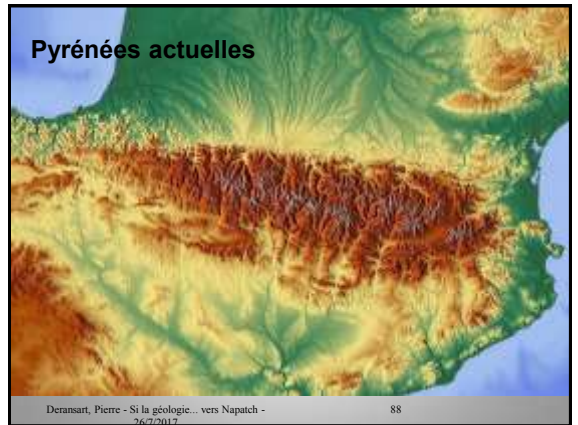 Pyrénées actuelles
Deransart, Pierre - Si la géologie... vers Napatch -
26/7/2017
88